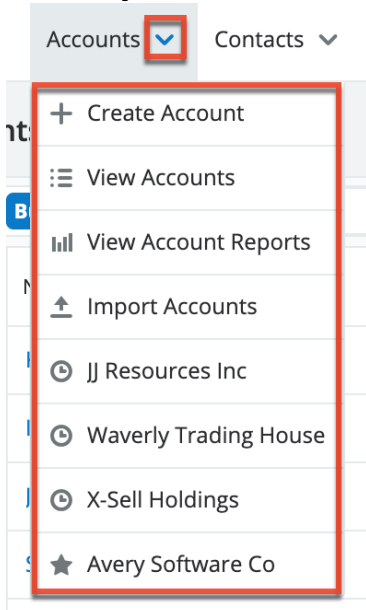 Accounts Contacts
Create Account
View Accounts
View Account Reports
Import Accounts
JJ Resources Inc
Waverly Trading House
X-Sell Holdings
Avery Software Co